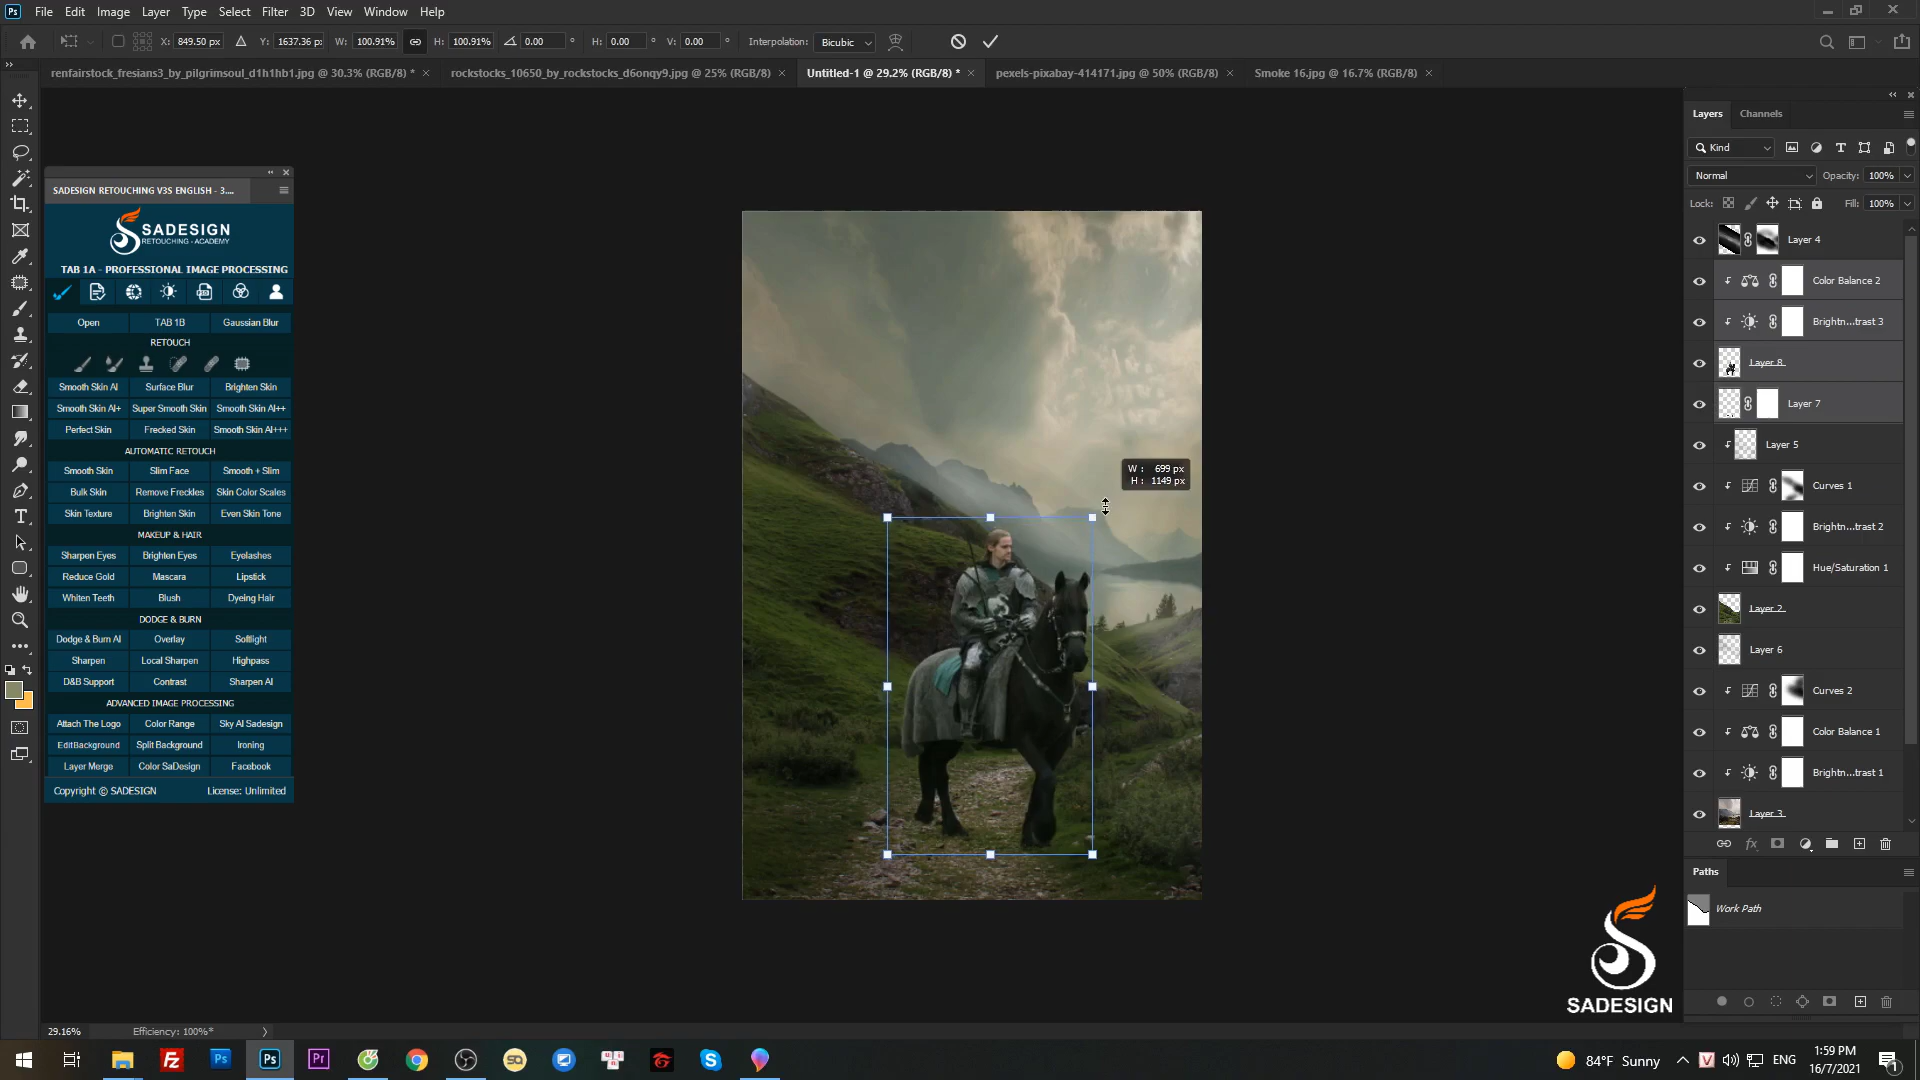 Ps File Edit Image Layer Type Select Filter 3D View Window Help
X: 849.50 px Y: 1637.36 px W: 100.91% H: 100.91% 0.00 ° H: 0.00 ° V: 0.00 ° Interpolation: Bicubic
renfairstock_fresians3_by_pilgrimsoul_d1h1hb1.jpg @ 30.3% (RGB/8) * × rockstocks_10650_by_rockstocks_d6onqy9.jpg @ 25% (RGB/8) × Untitled-1 @ 29.2% (RGB/8) * × pexels-pixabay-414171.jpg @ 50% (RGB/8) × Smoke 16.jpg @ 16.7% (RGB/8) ×
SADESIGN RETOUCHING V3S ENGLISH - 3....
SADESIGN
RETOUCHING - ACADEMY
TAB 1A - PROFESSIONAL IMAGE PROCESSING
Open TAB 1B Gaussian Blur
RETOUCH
Smooth Skin AI Surface Blur Brighten Skin
Smooth Skin AI+ Super Smooth Skin Smooth Skin AI++
Perfect Skin Frecked Skin Smooth Skin AI+++
AUTOMATIC RETOUCH
Smooth Skin Slim Face Smooth + Slim
Bulk Skin Remove Freckles Skin Color Scales
Skin Texture Brighten Skin Even Skin Tone
MAKEUP & HAIR
Sharpen Eyes Brighten Eyes Eyelashes
Reduce Gold Mascara Lipstick
Whiten Teeth Blush Dyeing Hair
DODGE & BURN
Dodge & Burn AI Overlay Softlight
Sharpen Local Sharpen Highpass
D&B Support Contrast Sharpen AI
ADVANCED IMAGE PROCESSING
Attach The Logo Color Range Sky AI Sadesign
EditBackground Split Background Ironing
Layer Merge Color SaDesign Facebook
Copyright © SADESIGN License: Unlimited
W: 699 px
H: 1149 px
Layers Channels
Kind
Normal Opacity: 100%
Lock: Fill: 100%
Layer 4
Color Balance 2
Brightn...trast 3
Layer 8
Layer 7
Layer 5
Curves 1
Brightn...trast 2
Hue/Saturation 1
Layer 2
Layer 6
Curves 2
Color Balance 1
Brightn...trast 1
Layer 3
fx
Paths
Work Path
SADESIGN
29.16% Efficiency: 100%*
84°F Sunny ENG 1:59 PM
16/7/2021